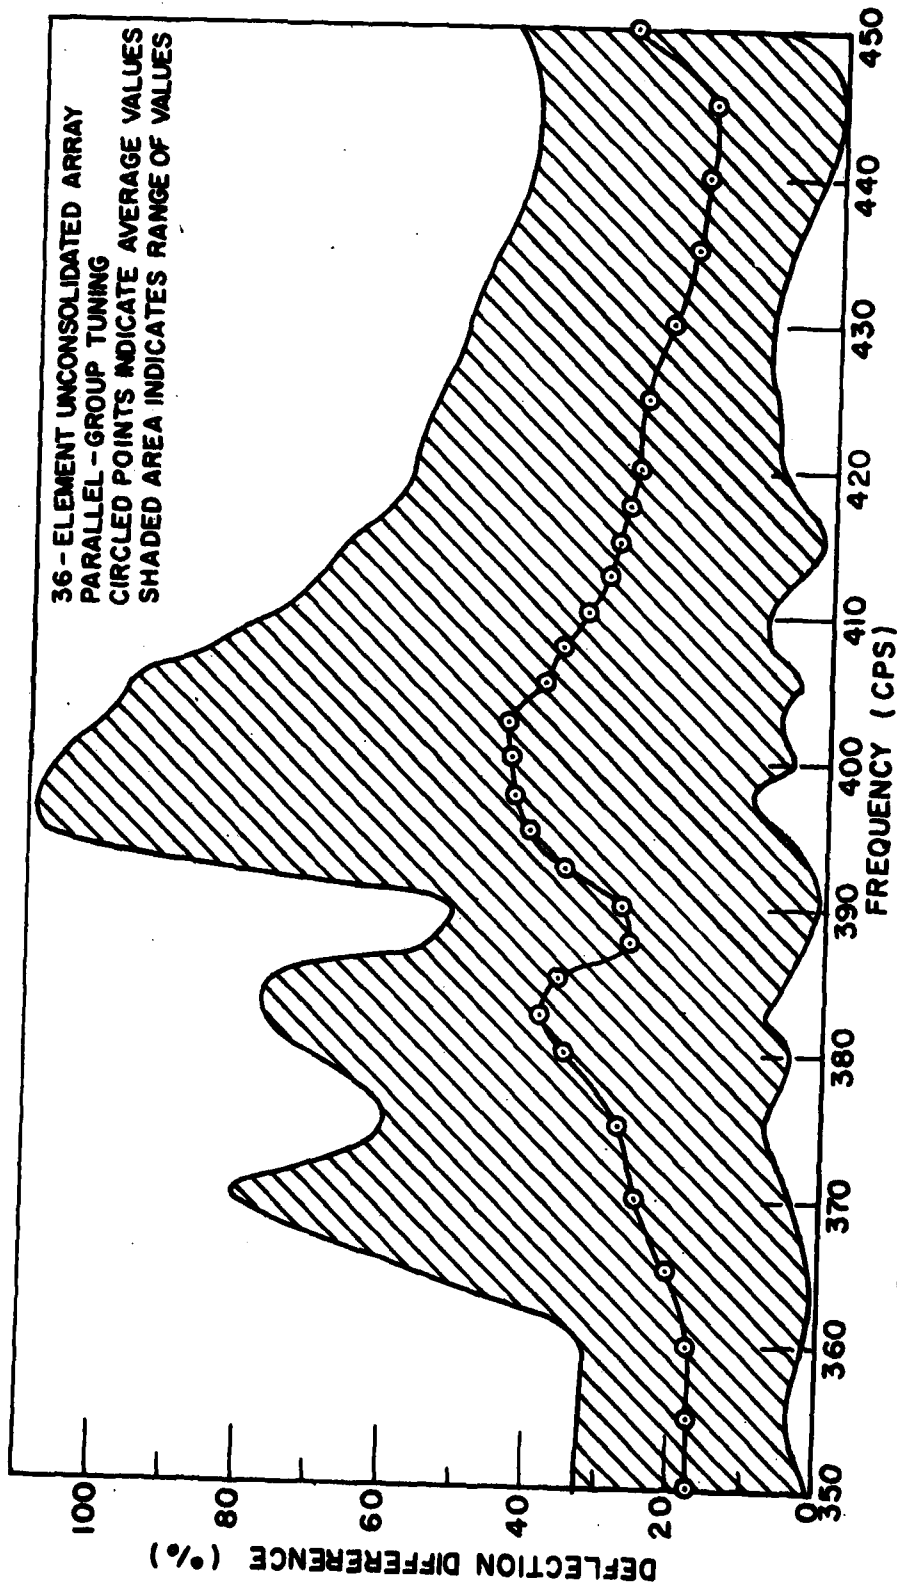 36-ELEMENT UNCONSOLIDATED ARRAY
PARALLEL-GROUP TUNING
CIRCLED POINTS INDICATE AVERAGE VALUES
SHADED AREA INDICATES RANGE OF VALUES
DEFLECTION DIFFERENCE (%)
100
80
60
40
20
0
350
360
370
380
390
400
410
420
430
440
450
FREQUENCY (CPS)